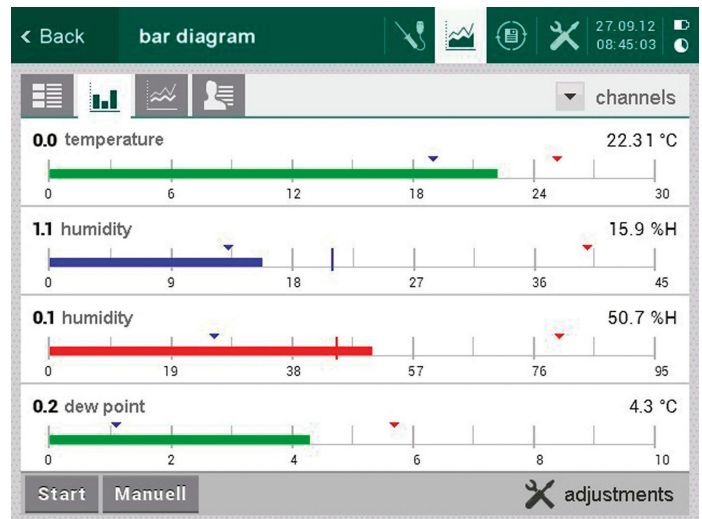 < Back bar diagram 27.09.12
08:45:03
channels
0.0 temperature 22.31 °C
0 6 12 18 24 30
1.1 humidity 15.9 %H
0 9 18 27 36 45
0.1 humidity 50.7 %H
0 19 38 57 76 95
0.2 dew point 4.3 °C
0 2 4 6 8 10
Start Manuell adjustments